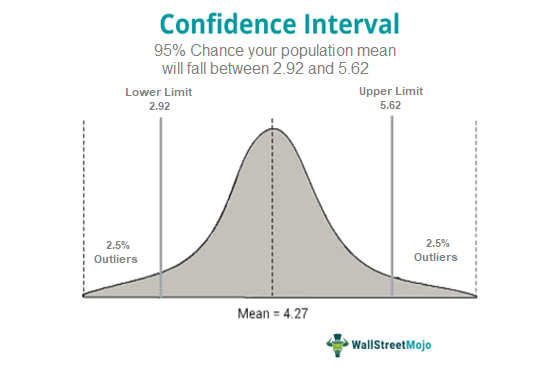 Confidence Interval
95% Chance your population mean
will fall between 2.92 and 5.62
Lower Limit
2.92
Upper Limit
5.62
2.5%
Outliers
2.5%
Outliers
Mean = 4.27
WallStreetMojo